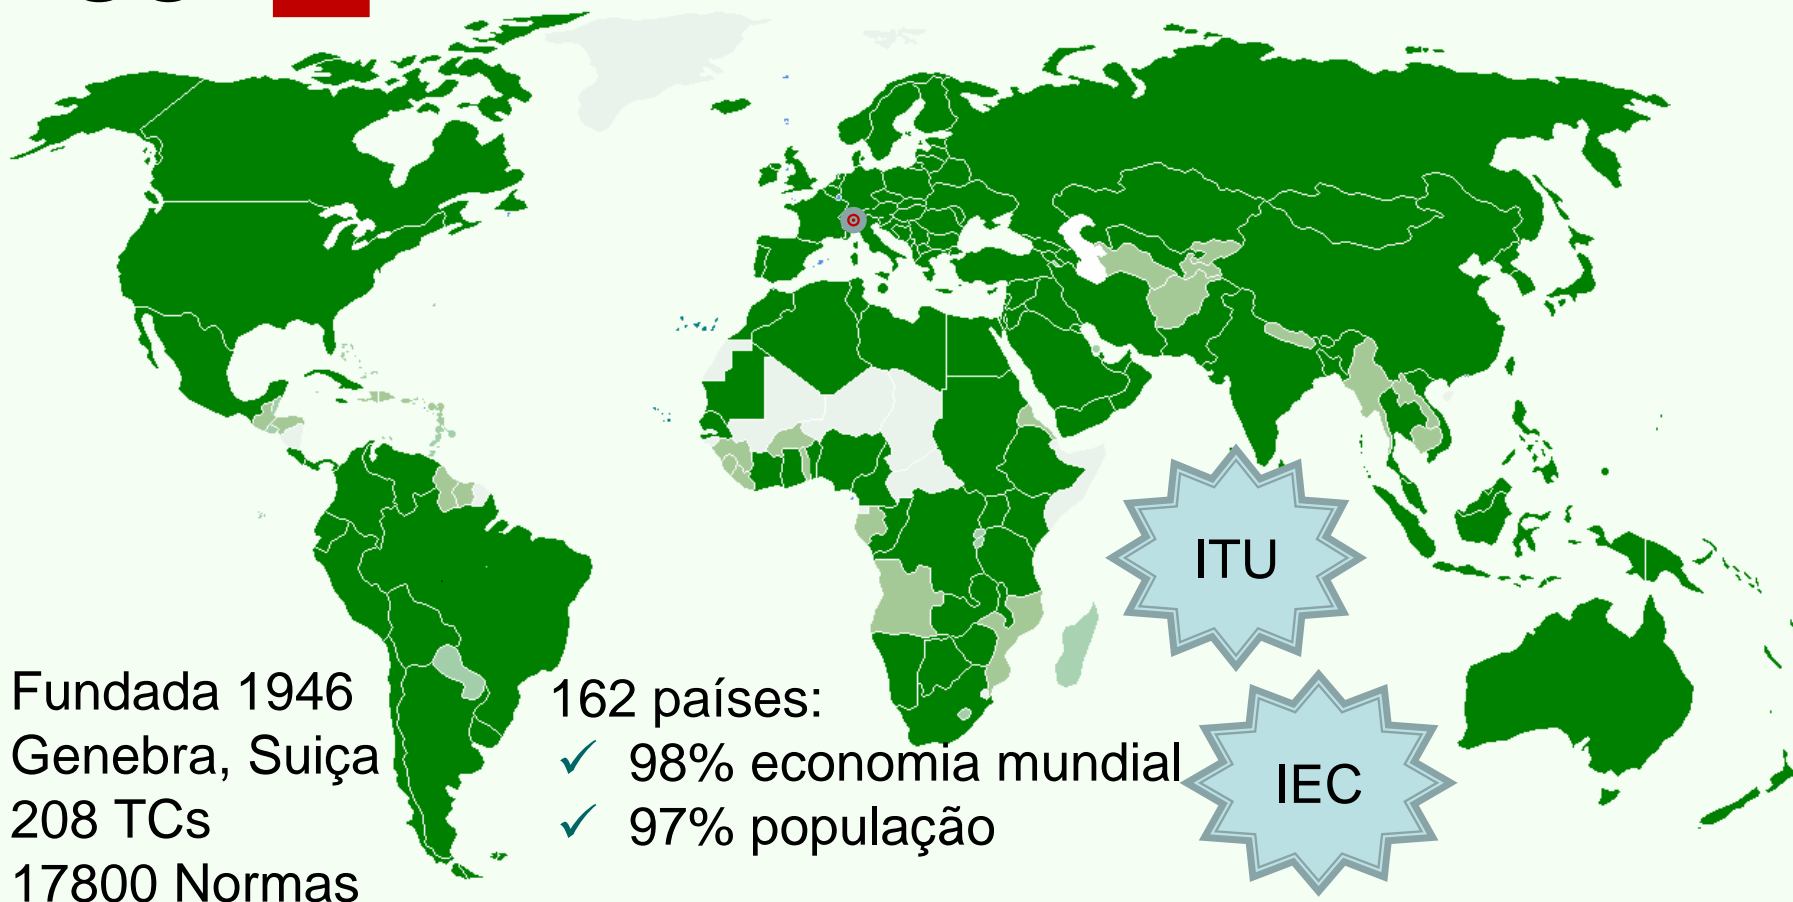 ITU
Fundada 1946
Genebra, Suiça
208 TCs
17800 Normas
162 países:
✓ 98% economia mundial
✓ 97% população
IEC